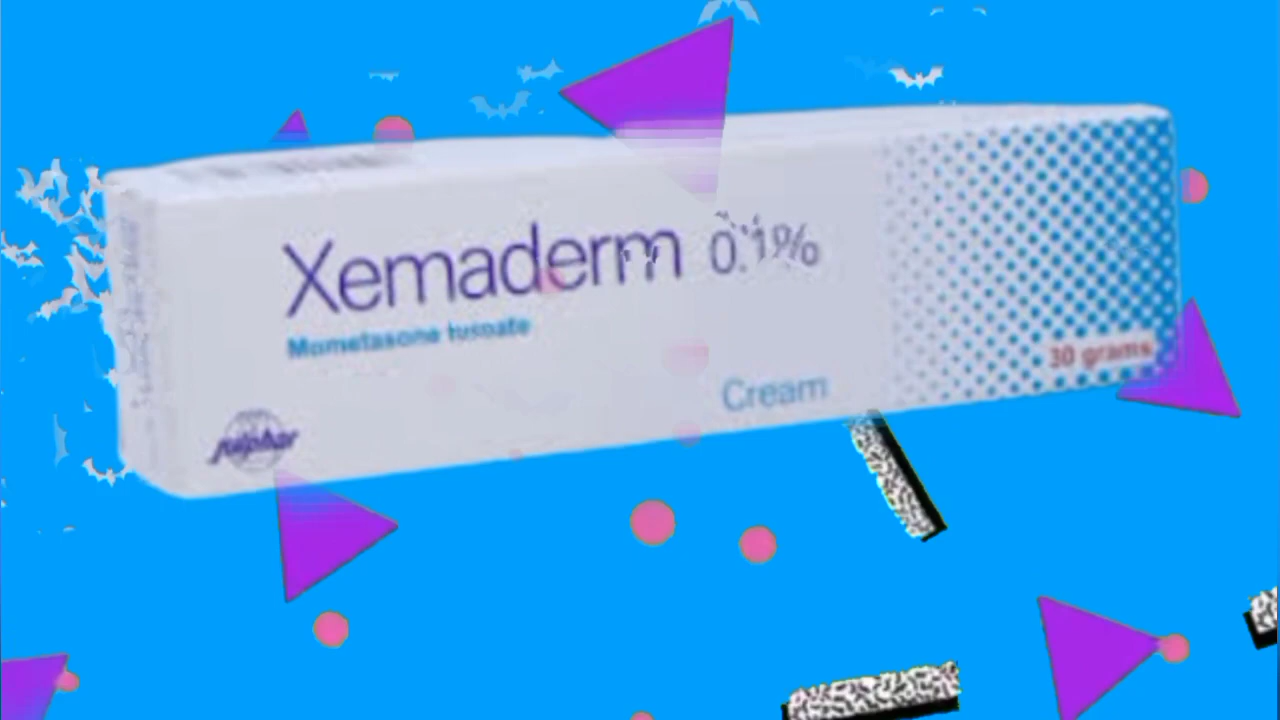 Xemaderm 0.1%
Mometasone furoate
Cream
30 grams
julphar